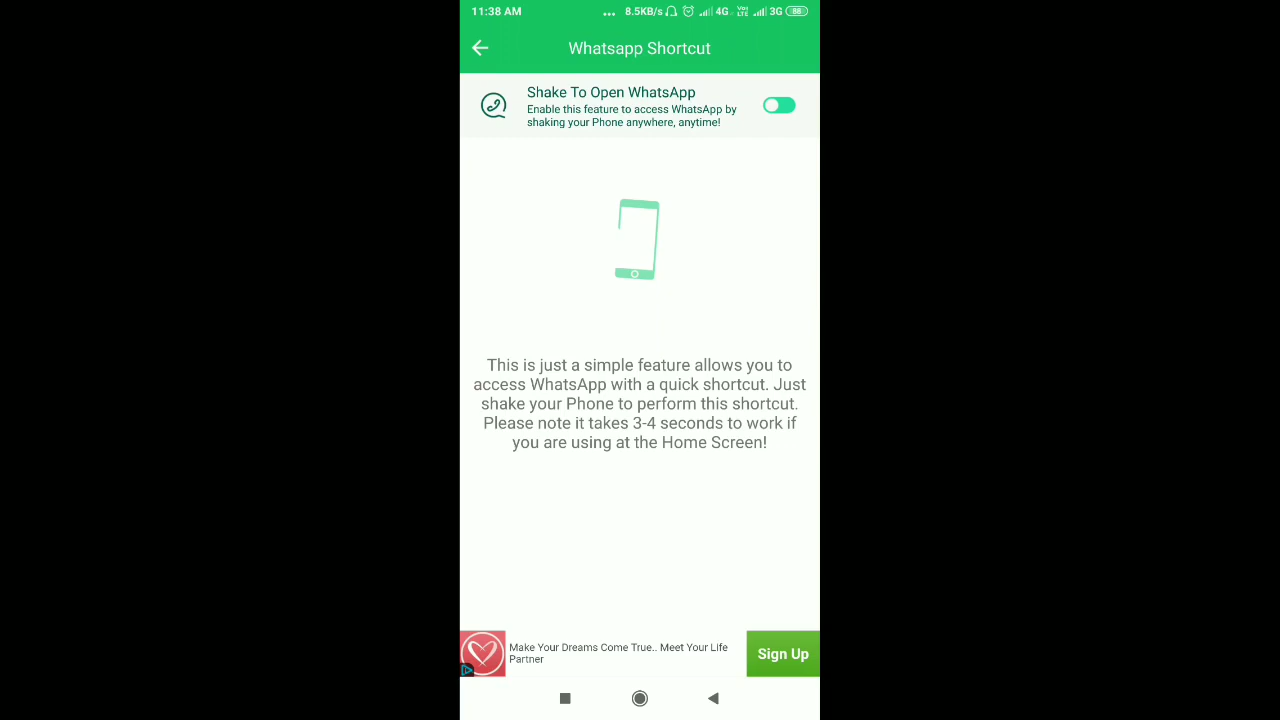 11:38 AM ... 8.5KB/s 4G Vo LTE 3G 88
Whatsapp Shortcut
Shake To Open WhatsApp
Enable this feature to access WhatsApp by
shaking your Phone anywhere, anytime!
This is just a simple feature allows you to
access WhatsApp with a quick shortcut. Just
shake your Phone to perform this shortcut.
Please note it takes 3-4 seconds to work if
you are using at the Home Screen!
Make Your Dreams Come True.. Meet Your Life
Partner
Sign Up